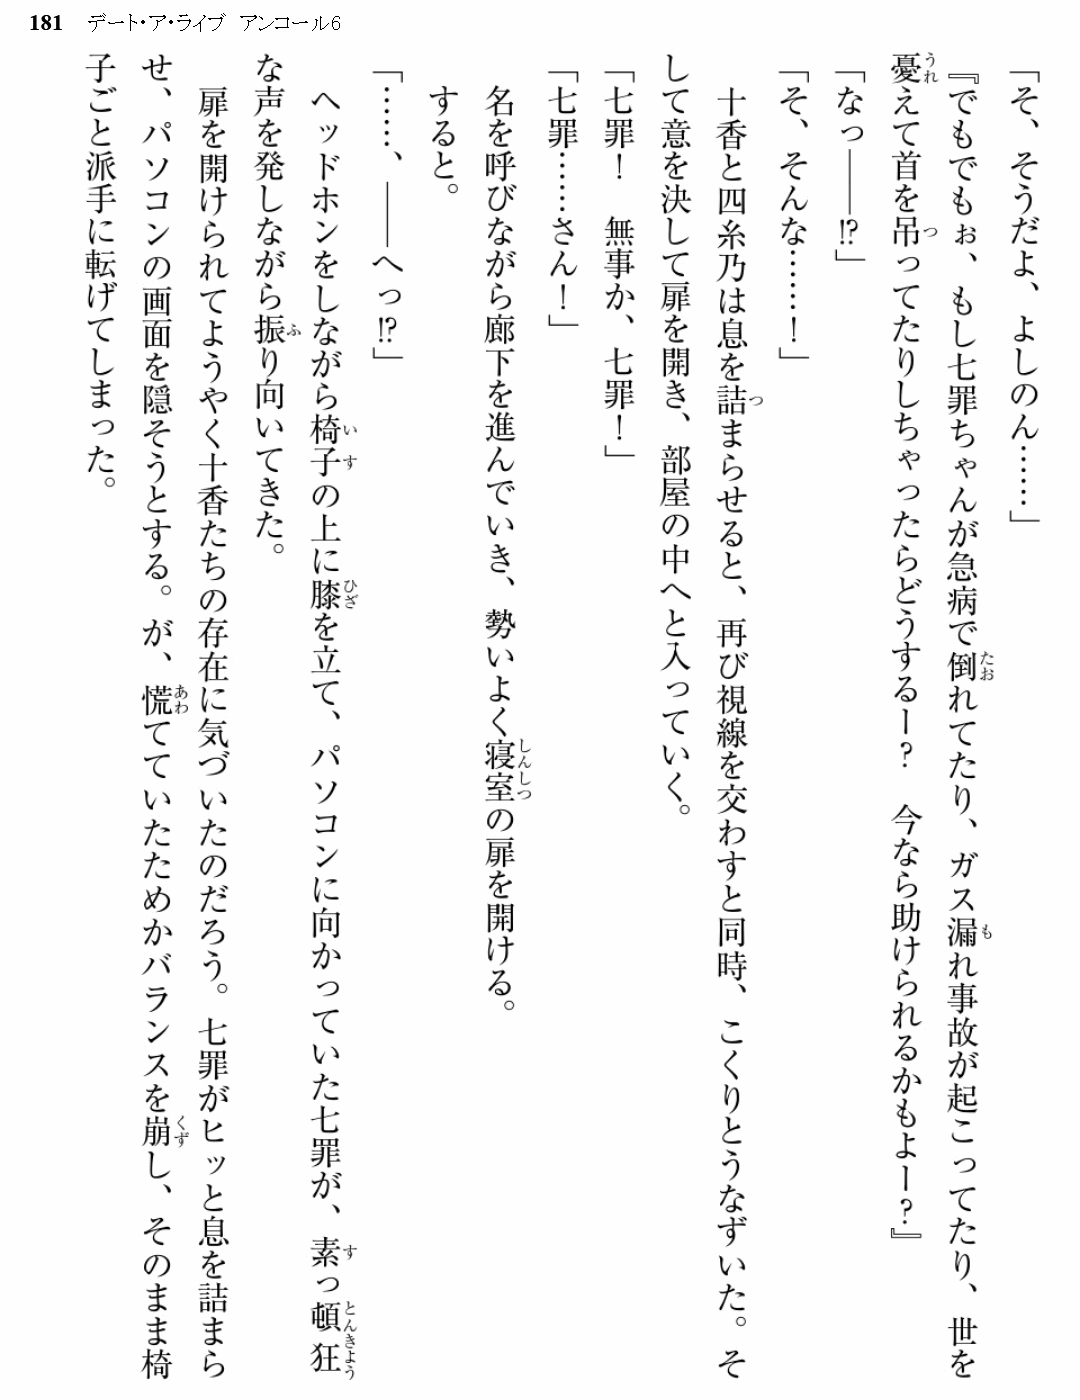 181 デート・ア・ライブ アンコール6
「そ、そうだよ、よしのん……」
『でもでもぉ、もし七罪ちゃんが急病で倒れてたり、ガス漏れ事故が起こってたり、世を
憂えて首を吊ってたりしちゃったらどうするー? 今なら助けられるかもよー?』
「なっ――!?」
「そ、そんな……!」
十香と四糸乃は息を詰まらせると、再び視線を交わすと同時、こくりとうなずいた。そ
して意を決して扉を開き、部屋の中へと入っていく。
「七罪! 無事か、七罪!」
「七罪……さん!」
名を呼びながら廊下を進んでいき、勢いよく寝室の扉を開ける。
すると。
「……、――へっ!?」
ヘッドホンをしながら椅子の上に膝を立て、パソコンに向かっていた七罪が、素っ頓狂
な声を発しながら振り向いてきた。
扉を開けられてようやく十香たちの存在に気づいたのだろう。七罪がヒッと息を詰まら
せ、パソコンの画面を隠そうとする。が、慌てていたためかバランスを崩し、そのまま椅
子ごと派手に転げてしまった。